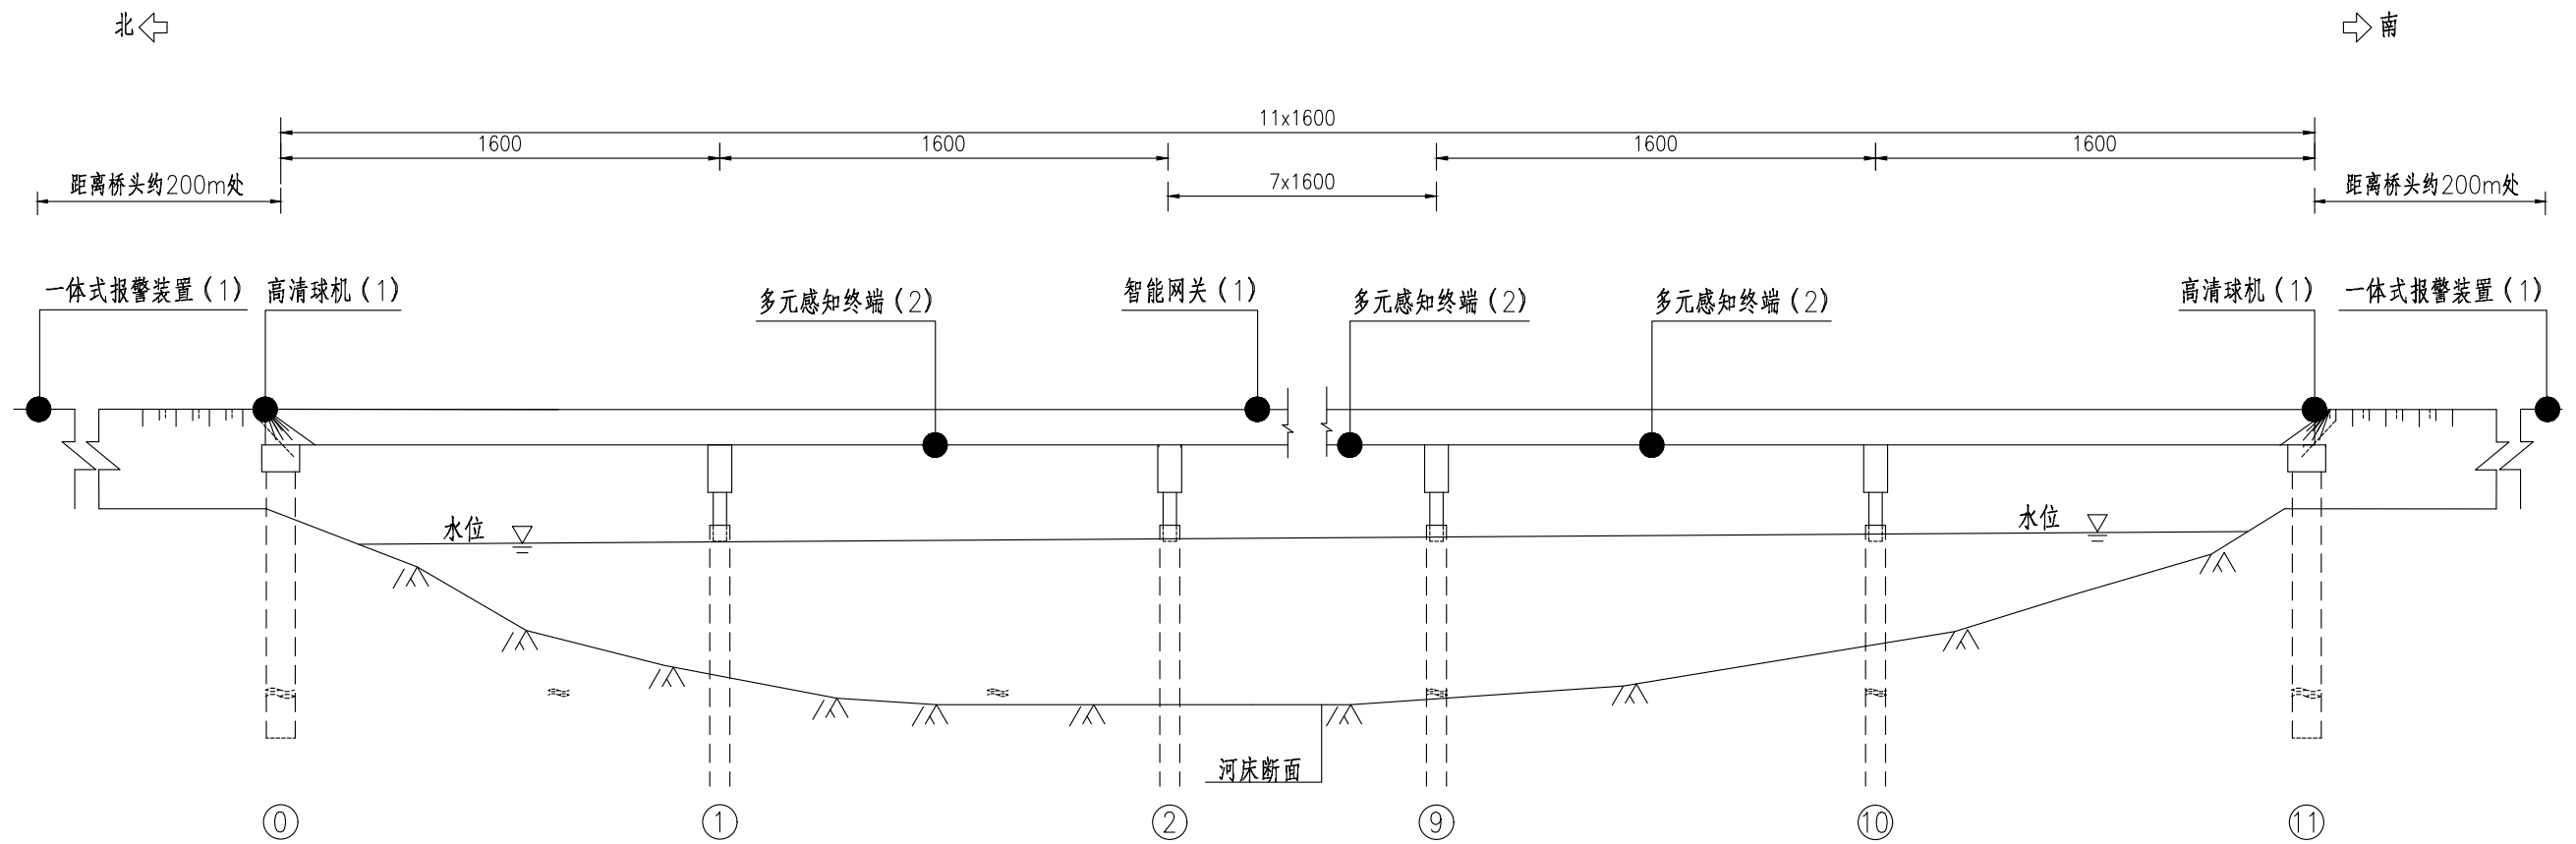 北
南
11x1600
1600
1600
1600
1600
距离桥头约200m处
7x1600
距离桥头约200m处
一体式报警装置（1）
高清球机（1）
多元感知终端（2）
智能网关（1）
多元感知终端（2）
多元感知终端（2）
高清球机（1）
一体式报警装置（1）
水位
水位
河床断面
0
1
2
9
10
11